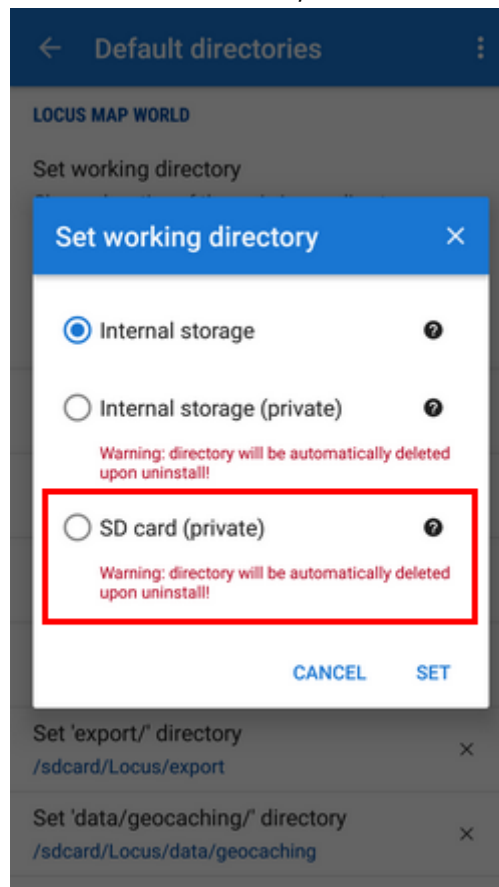 Default directories
LOCUS MAP WORLD
Set working directory
Set working directory
Internal storage
Internal storage (private)
Warning: directory will be automatically deleted
upon uninstall!
SD card (private)
Warning: directory will be automatically deleted
upon uninstall!
CANCEL SET
Set 'export/' directory
/sdcard/Locus/export
Set 'data/geocaching/' directory
/sdcard/Locus/data/geocaching